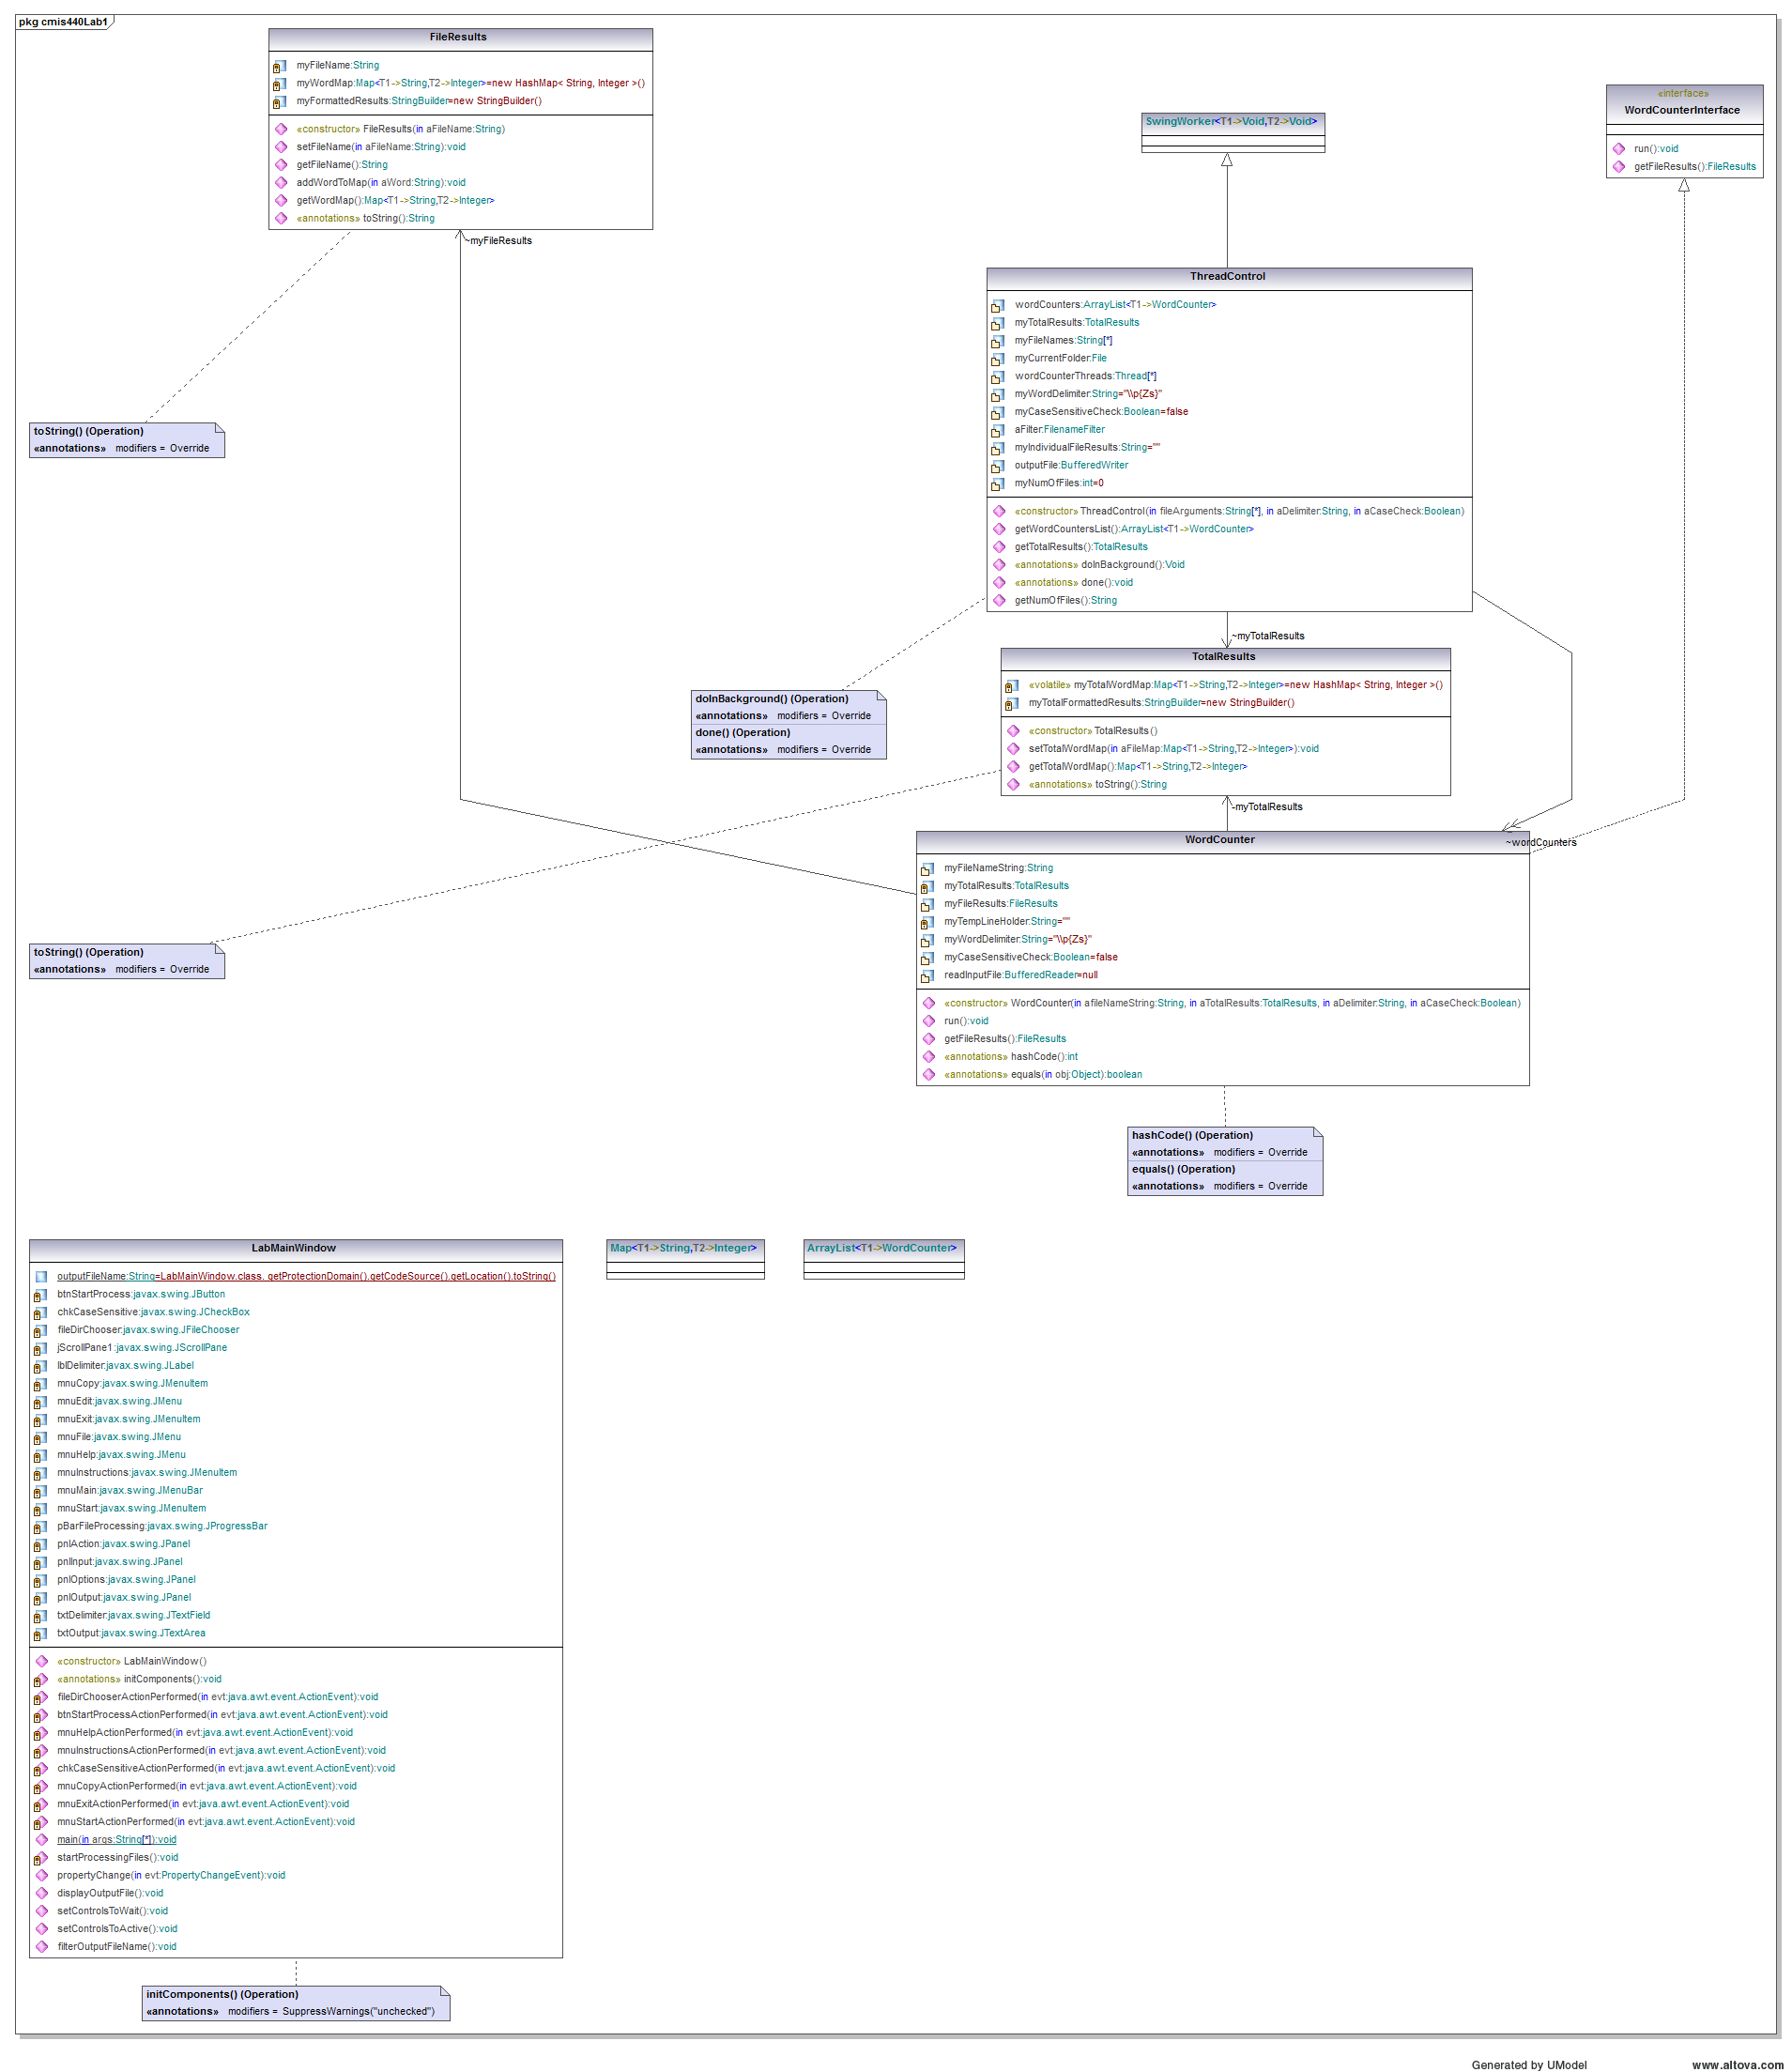 pkg cmis440Lab1
FileResults
myFileName:String
myWordMap:Map<T1->String,T2->Integer>=new HashMap< String, Integer >()
myFormattedResults:StringBuilder=new StringBuilder()
«constructor» FileResults(in aFileName:String)
setFileName(in aFileName:String):void
getFileName():String
addWordToMap(in aWord:String):void
getWordMap():Map<T1->String,T2->Integer>
«annotations» toString():String
~myFileResults
SwingWorker<T1->Void,T2->Void>
«interface»
WordCounterInterface
run():void
getFileResults():FileResults
ThreadControl
wordCounters:ArrayList<T1->WordCounter>
myTotalResults:TotalResults
myFileNames:String[*]
myCurrentFolder:File
wordCounterThreads:Thread[*]
myWordDelimiter:String="\\p{Zs}"
myCaseSensitiveCheck:Boolean=false
aFilter:FilenameFilter
myIndividualFileResults:String=""
outputFile:BufferedWriter
myNumOfFiles:int=0
«constructor» ThreadControl(in fileArguments:String[*], in aDelimiter:String, in aCaseCheck:Boolean)
getWordCountersList():ArrayList<T1->WordCounter>
getTotalResults():TotalResults
«annotations» doInBackground():Void
«annotations» done():void
getNumOfFiles():String
toString() (Operation)
«annotations» modifiers = Override
~myTotalResults
TotalResults
«volatile» myTotalWordMap:Map<T1->String,T2->Integer>=new HashMap< String, Integer >()
myTotalFormattedResults:StringBuilder=new StringBuilder()
«constructor» TotalResults()
setTotalWordMap(in aFileMap:Map<T1->String,T2->Integer>):void
getTotalWordMap():Map<T1->String,T2->Integer>
«annotations» toString():String
doInBackground() (Operation)
«annotations» modifiers = Override
done() (Operation)
«annotations» modifiers = Override
-myTotalResults
~wordCounters
WordCounter
myFileNameString:String
myTotalResults:TotalResults
myFileResults:FileResults
myTempLineHolder:String=""
myWordDelimiter:String="\\p{Zs}"
myCaseSensitiveCheck:Boolean=false
readInputFile:BufferedReader=null
«constructor» WordCounter(in afileNameString:String, in aTotalResults:TotalResults, in aDelimiter:String, in aCaseCheck:Boolean)
run():void
getFileResults():FileResults
«annotations» hashCode():int
«annotations» equals(in obj:Object):boolean
toString() (Operation)
«annotations» modifiers = Override
hashCode() (Operation)
«annotations» modifiers = Override
equals() (Operation)
«annotations» modifiers = Override
LabMainWindow
outputFileName:String=LabMainWindow.class. getProtectionDomain().getCodeSource().getLocation().toString()
btnStartProcess:javax.swing.JButton
chkCaseSensitive:javax.swing.JCheckBox
fileDirChooser:javax.swing.JFileChooser
jScrollPane1:javax.swing.JScrollPane
lblDelimiter:javax.swing.JLabel
mnuCopy:javax.swing.JMenuItem
mnuEdit:javax.swing.JMenu
mnuExit:javax.swing.JMenuItem
mnuFile:javax.swing.JMenu
mnuHelp:javax.swing.JMenu
mnuInstructions:javax.swing.JMenuItem
mnuMain:javax.swing.JMenuBar
mnuStart:javax.swing.JMenuItem
pBarFileProcessing:javax.swing.JProgressBar
pnlAction:javax.swing.JPanel
pnlInput:javax.swing.JPanel
pnlOptions:javax.swing.JPanel
pnlOutput:javax.swing.JPanel
txtDelimiter:javax.swing.JTextField
txtOutput:javax.swing.JTextArea
«constructor» LabMainWindow()
«annotations» initComponents():void
fileDirChooserActionPerformed(in evt:java.awt.event.ActionEvent):void
btnStartProcessActionPerformed(in evt:java.awt.event.ActionEvent):void
mnuHelpActionPerformed(in evt:java.awt.event.ActionEvent):void
mnuInstructionsActionPerformed(in evt:java.awt.event.ActionEvent):void
chkCaseSensitiveActionPerformed(in evt:java.awt.event.ActionEvent):void
mnuCopyActionPerformed(in evt:java.awt.event.ActionEvent):void
mnuExitActionPerformed(in evt:java.awt.event.ActionEvent):void
mnuStartActionPerformed(in evt:java.awt.event.ActionEvent):void
main(in args:String[*]):void
startProcessingFiles():void
propertyChange(in evt:PropertyChangeEvent):void
displayOutputFile():void
setControlsToWait():void
setControlsToActive():void
filterOutputFileName():void
Map<T1->String,T2->Integer>
ArrayList<T1->WordCounter>
initComponents() (Operation)
«annotations» modifiers = SuppressWarnings("unchecked")
Generated by UModel
www.altova.com